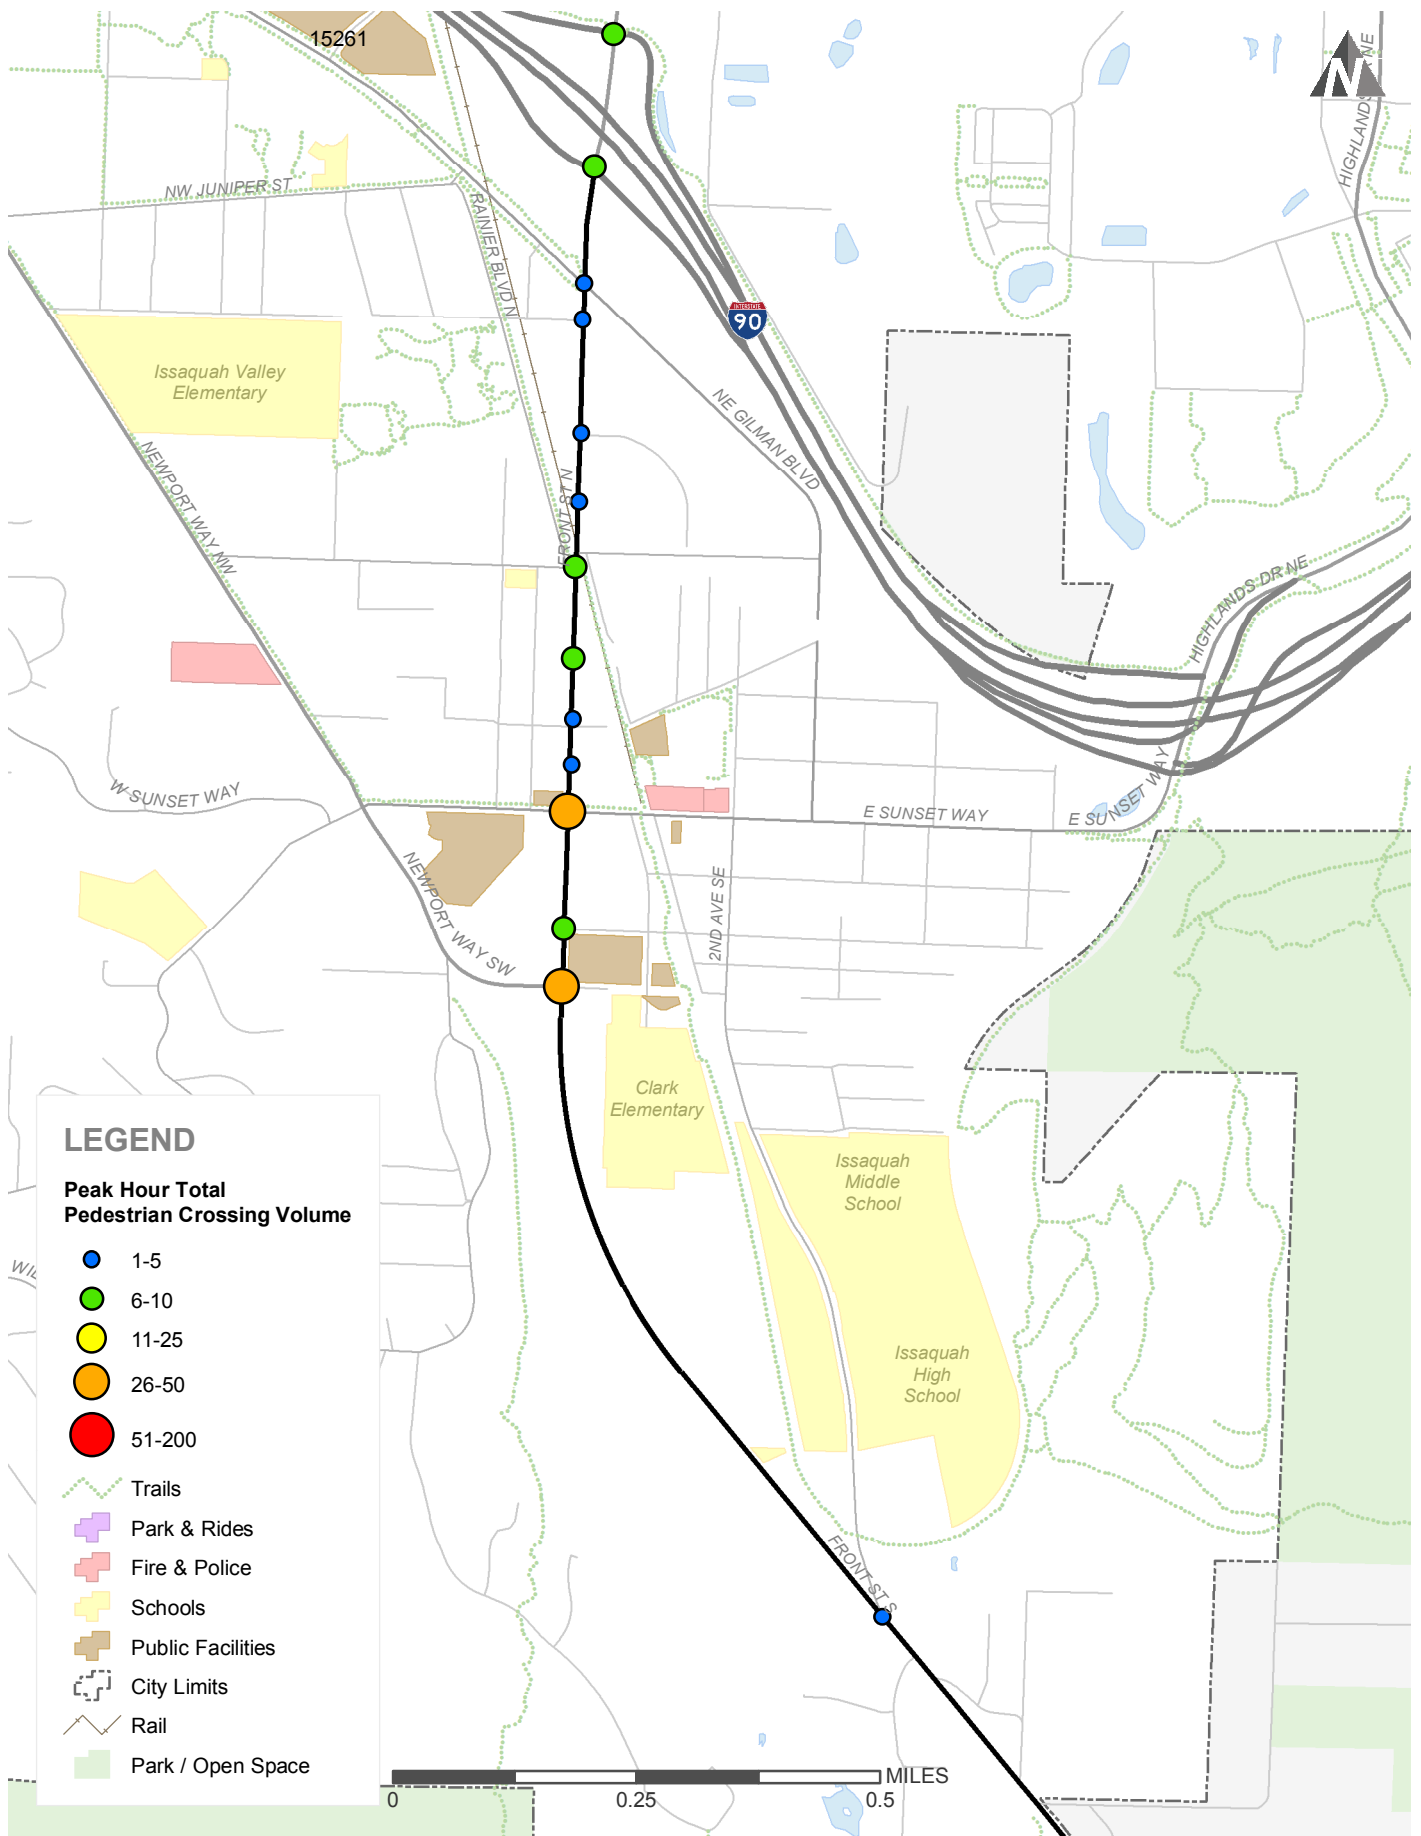 15261
N
HIGHLANDS
NE
NW JUNIPER ST
RAINIER BLVD N
INTERSTATE
90
Issaquah Valley
Elementary
NE GILMAN BLVD
NEWPORT WAY NW
FRONT ST N
HIGHLANDS DR NE
W SUNSET WAY
E SUNSET WAY
E SUNSET WAY
NEWPORT WAY SW
2ND AVE SE
Clark
Elementary
Issaquah
Middle
School
Issaquah
High
School
FRONT ST S
LEGEND
Peak Hour Total
Pedestrian Crossing Volume
1-5
6-10
11-25
26-50
51-200
Trails
Park & Rides
Fire & Police
Schools
Public Facilities
City Limits
Rail
Park / Open Space
MILES
0
0.25
0.5